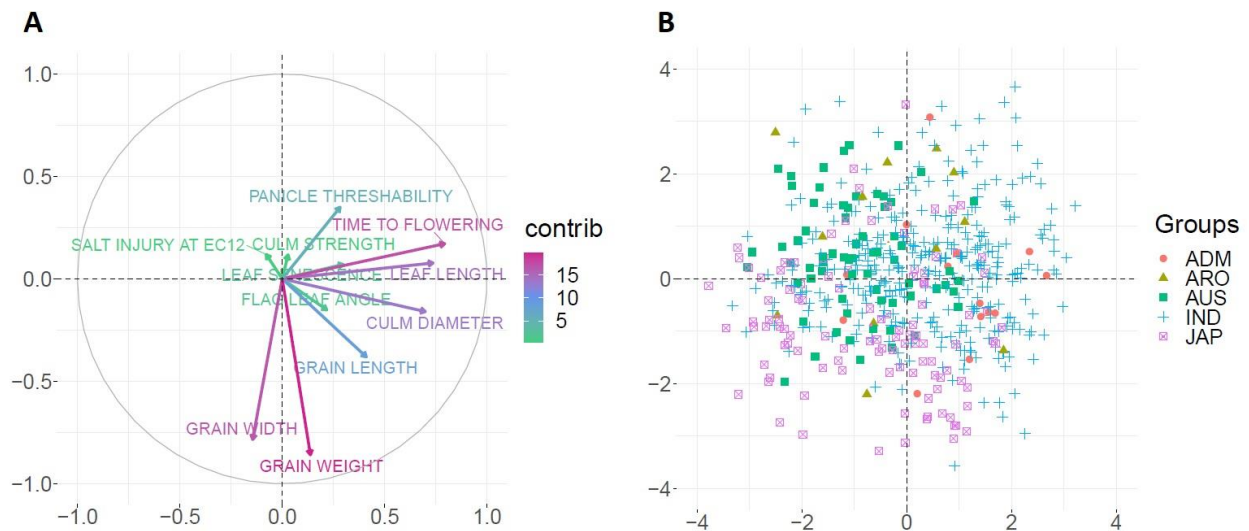 A
1.0
0.5
0.0
−0.5
−1.0
−1.0
−0.5
0.0
0.5
1.0
PANICLE THRESHABILITY
TIME TO FLOWERING
SALT INJURY AT EC12
CULM STRENGTH
LEAF SENESCENCE
LEAF LENGTH
FLAG LEAF ANGLE
CULM DIAMETER
GRAIN LENGTH
GRAIN WIDTH
GRAIN WEIGHT
contrib
15
10
5
B
4
2
0
−2
−4
−4
−2
0
2
4
Groups
ADM
ARO
AUS
IND
JAP